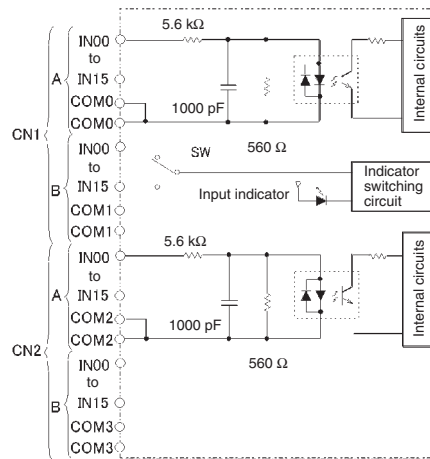 CN1
A
IN00
to
IN15
COM0
COM0
B
IN00
to
IN15
COM1
COM1
5.6 kΩ
1000 pF
560 Ω
Internal circuits
SW
Input indicator
Indicator
switching
circuit
CN2
A
IN00
to
IN15
COM2
COM2
B
IN00
to
IN15
COM3
COM3
5.6 kΩ
1000 pF
560 Ω
Internal circuits